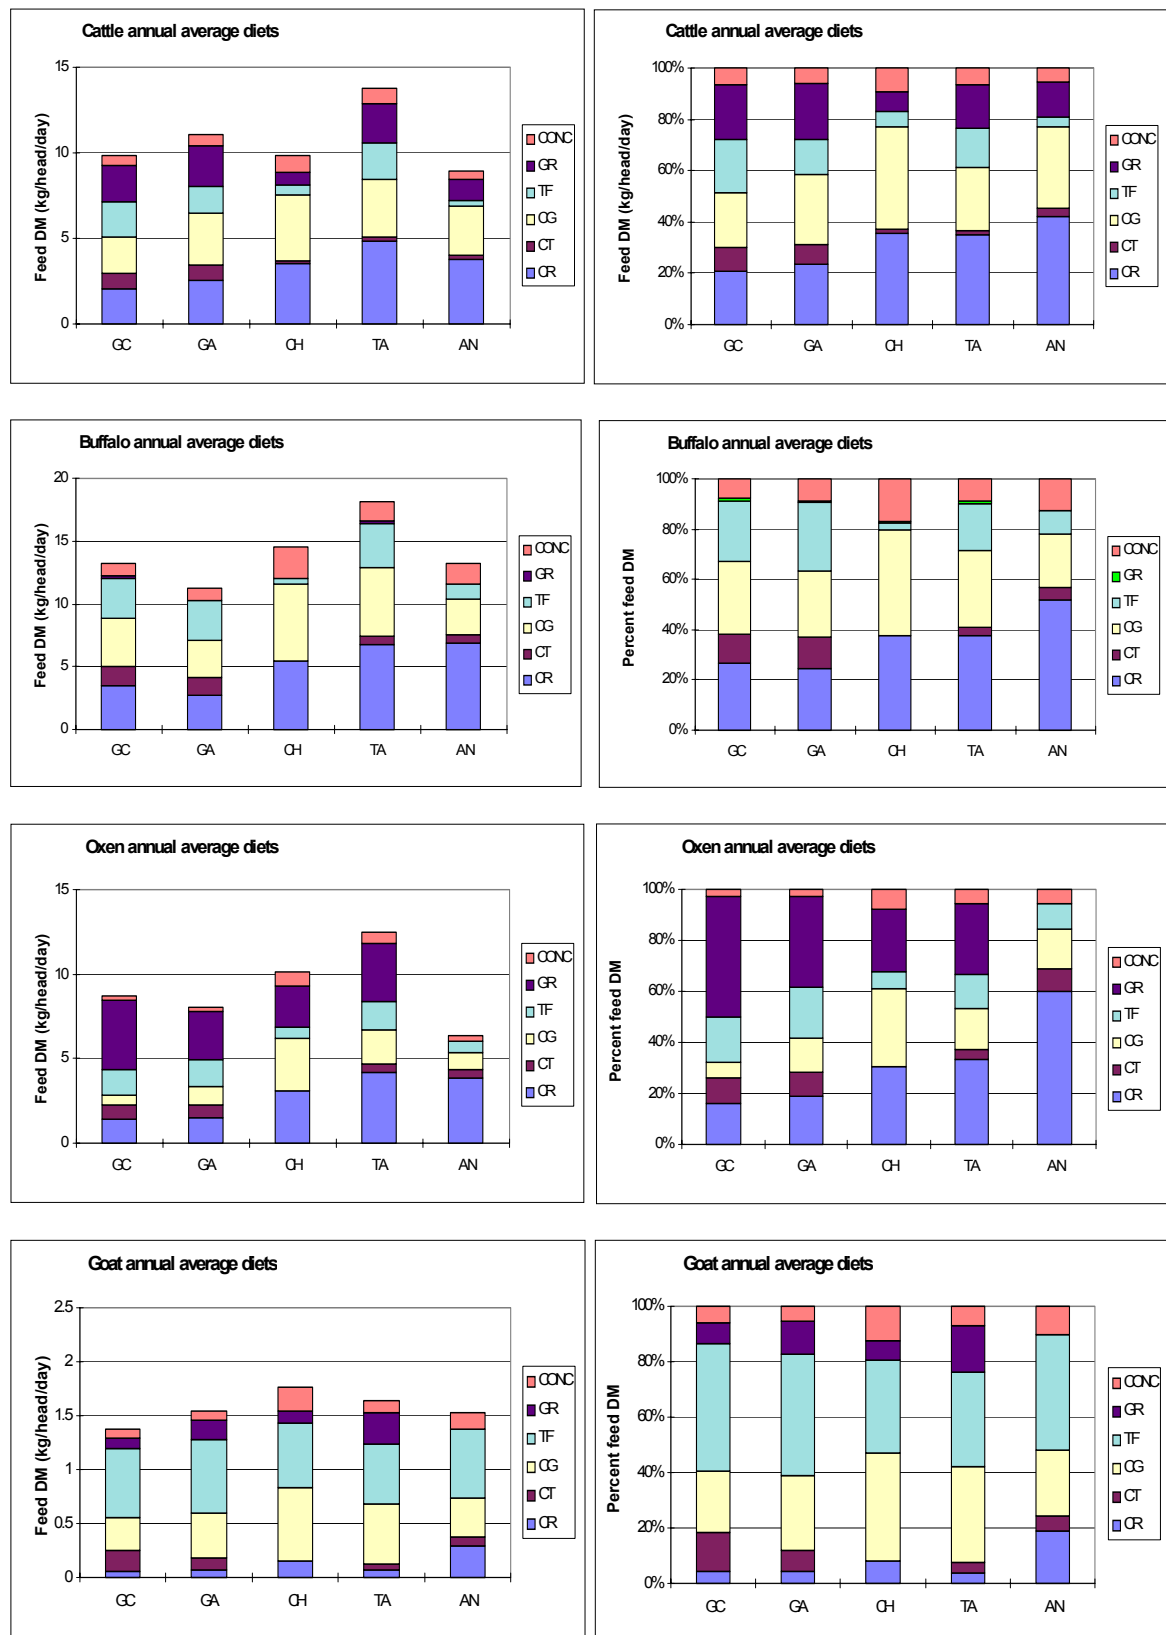 Cattle annual average diets
Feed DM (kg/head/day)
15
10
5
0
GC GA CH TA AN
CONC
GR
TF
CG
CT
CR
Cattle annual average diets
Feed DM (kg/head/day)
100%
80%
60%
40%
20%
0%
GC GA CH TA AN
CONC
GR
TF
CG
CT
CR
Buffalo annual average diets
Feed DM (kg/head/day)
20
15
10
5
0
GC GA CH TA AN
CONC
GR
TF
CG
CT
CR
Buffalo annual average diets
Percent feed DM
100%
80%
60%
40%
20%
0%
GC GA CH TA AN
CONC
GR
TF
CG
CT
CR
Oxen annual average diets
Feed DM (kg/head/day)
15
10
5
0
GC GA CH TA AN
CONC
GR
TF
CG
CT
CR
Oxen annual average diets
Percent feed DM
100%
80%
60%
40%
20%
0%
GC GA CH TA AN
CONC
GR
TF
CG
CT
CR
Goat annual average diets
Feed DM (kg/head/day)
2.5
2
1.5
1
0.5
0
GC GA CH TA AN
CONC
GR
TF
CG
CT
CR
Goat annual average diets
Percent feed DM
100%
80%
60%
40%
20%
0%
GC GA CH TA AN
CONC
GR
TF
CG
CT
CR